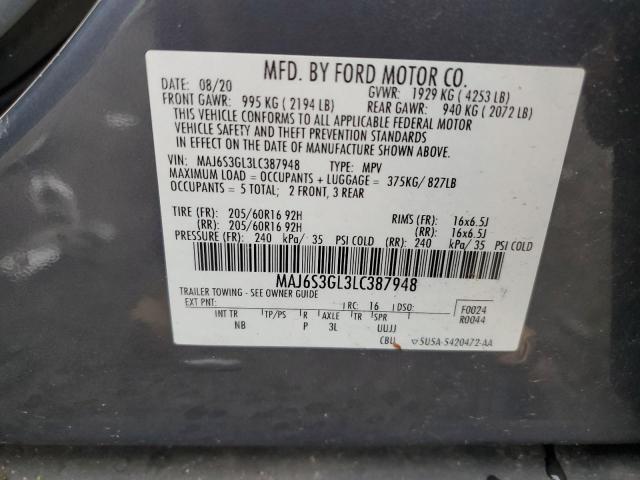 MFD. BY FORD MOTOR CO.
DATE: 08/20 GVWR: 1929 KG ( 4253 LB)
FRONT GAWR: 995 KG ( 2194 LB) REAR GAWR: 940 KG ( 2072 LB)
THIS VEHICLE CONFORMS TO ALL APPLICABLE FEDERAL MOTOR
VEHICLE SAFETY AND THEFT PREVENTION STANDARDS
IN EFFECT ON THE DATE OF MANUFACTURE SHOWN ABOVE.
VIN: MAJ6S3GL3LC387948 TYPE: MPV
MAXIMUM LOAD = OCCUPANTS + LUGGAGE = 375KG/ 827LB
OCCUPANTS = 5 TOTAL; 2 FRONT, 3 REAR
TIRE (FR): 205/60R16 92H RIMS (FR): 16x6.5J
(RR): 205/60R16 92H (RR): 16x6.5J
PRESSURE (FR): 240 kPa/ 35 PSI COLD (RR): 240 kPa/ 35 PSI COLD
MAJ6S3GL3LC387948
TRAILER TOWING - SEE OWNER GUIDE
EXT PNT: RC: 16 DSO: F0024
INT TR TP/PS R AXLE TR SPR R0044
NB P 3L UUJJ
CBU SUSA-S420472-AA